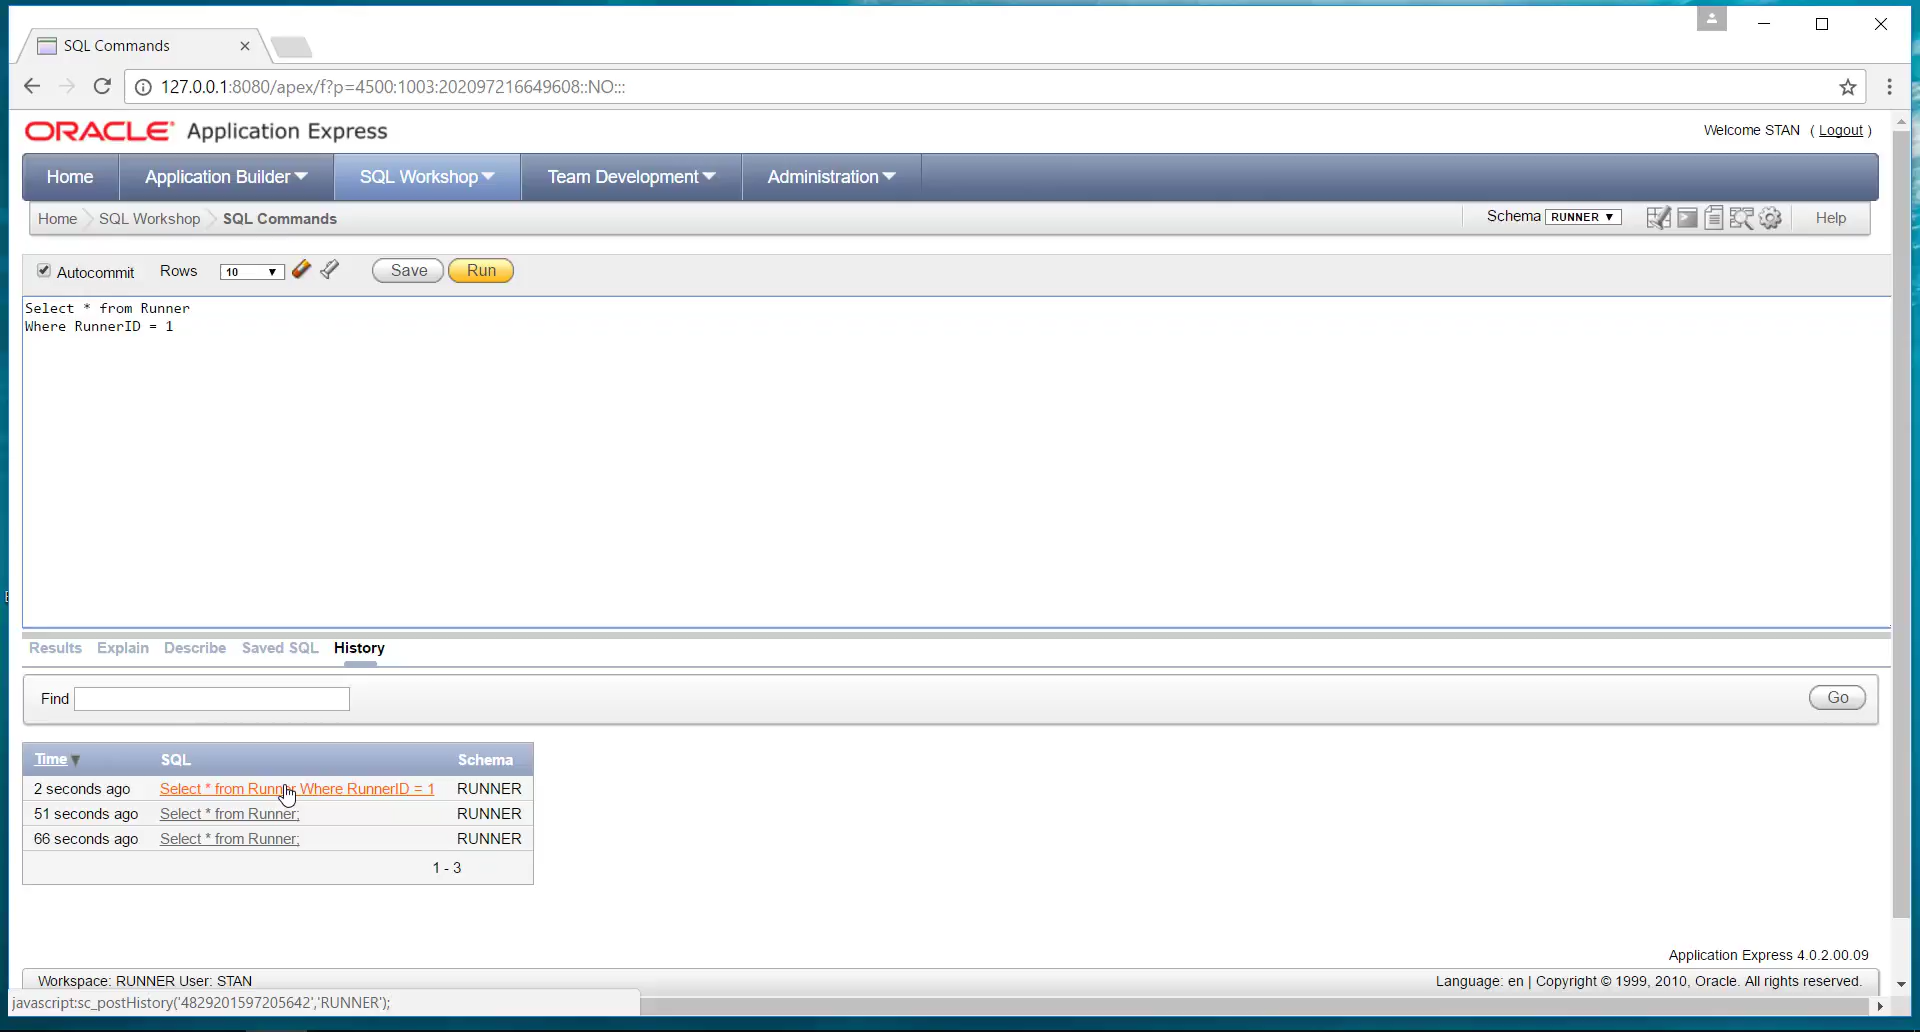 SQL Commands
127.0.0.1:8080/apex/f?p=4500:1003:202097216649608::NO:::
ORACLE Application Express
Welcome STAN ( Logout )
Home Application Builder SQL Workshop Team Development Administration
Home SQL Workshop SQL Commands
Schema RUNNER Help
Autocommit Rows 10 Save Run
Select * from Runner
Where RunnerID = 1
Results Explain Describe Saved SQL History
Find Go
Time SQL Schema
2 seconds ago Select * from Runner Where RunnerID = 1 RUNNER
51 seconds ago Select * from Runner; RUNNER
66 seconds ago Select * from Runner; RUNNER
1 - 3
Application Express 4.0.2.00.09
Workspace: RUNNER User: STAN
Language: en | Copyright © 1999, 2010, Oracle. All rights reserved.
javascript:sc_postHistory('4829201597205642','RUNNER');